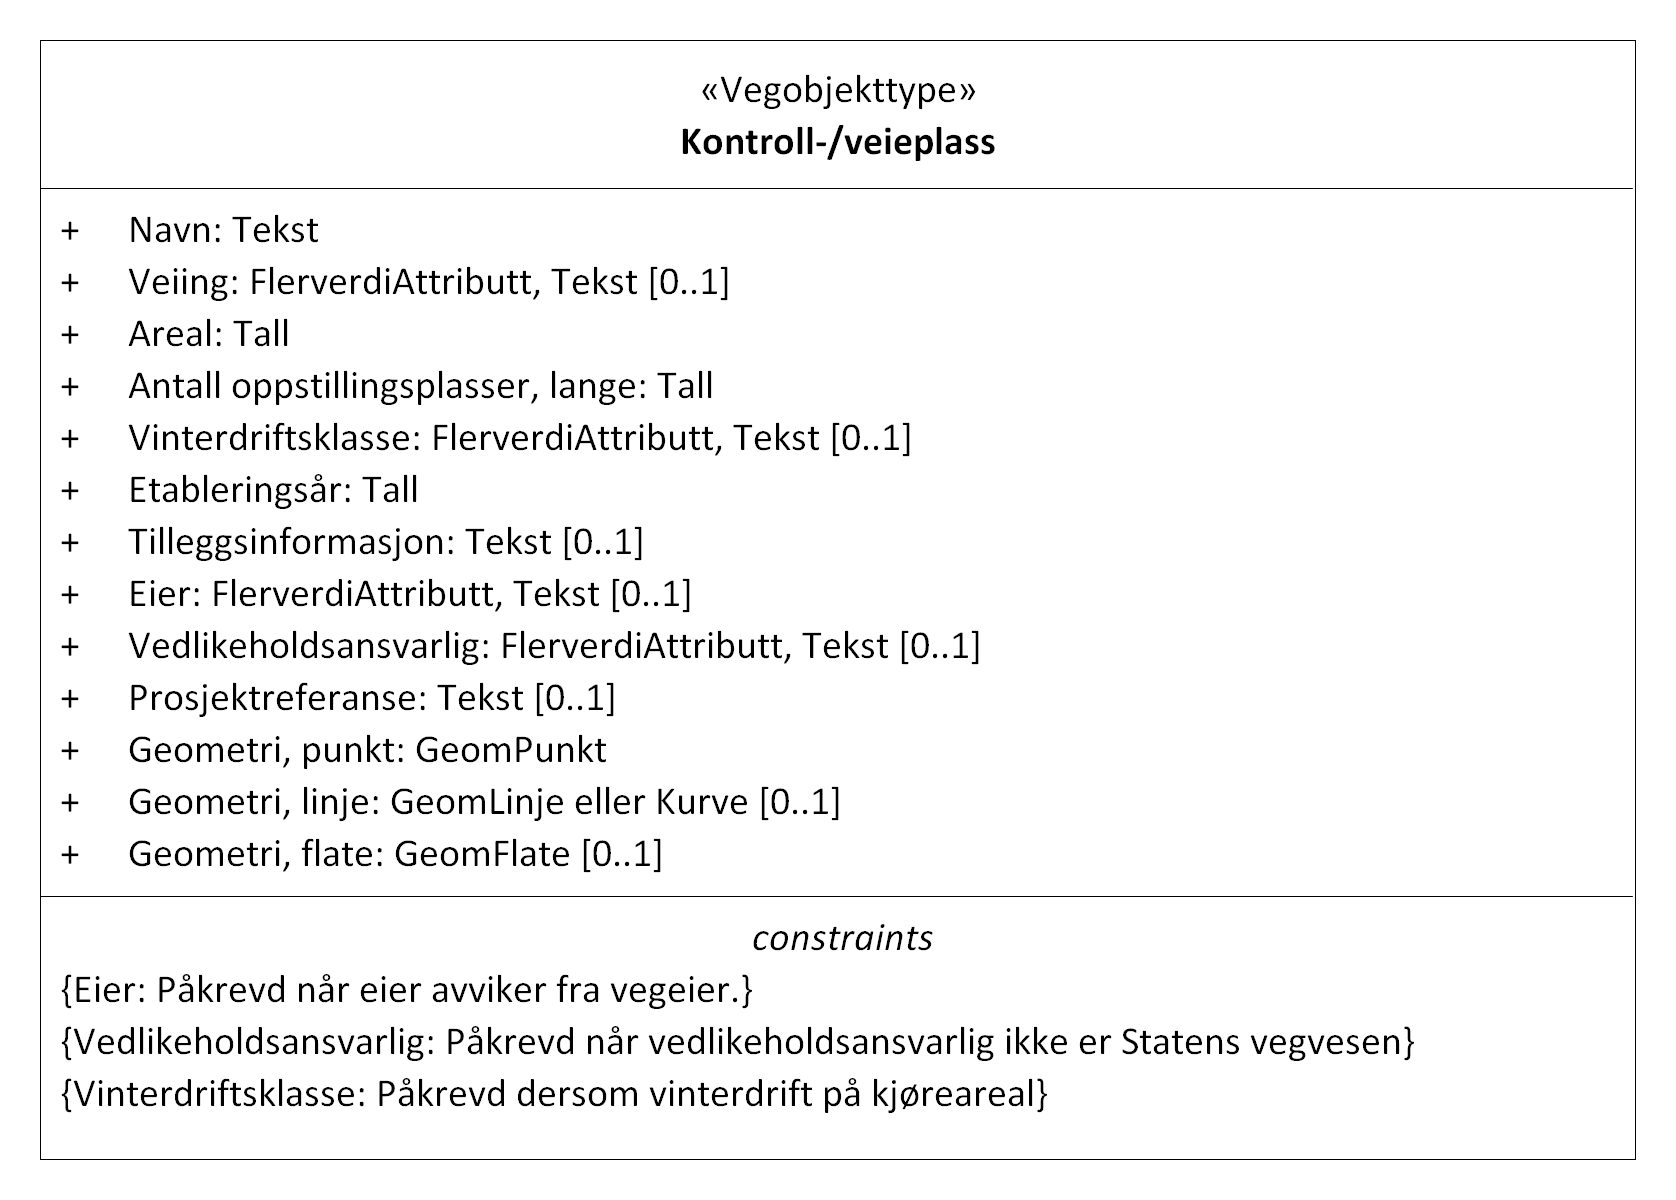 «Vegobjekttype»
Kontroll-/veieplass
+ Navn: Tekst
+ Veiing: FlerverdiAttributt, Tekst [0..1]
+ Areal: Tall
+ Antall oppstillingsplasser, lange: Tall
+ Vinterdriftsklasse: FlerverdiAttributt, Tekst [0..1]
+ Etableringsår: Tall
+ Tilleggsinformasjon: Tekst [0..1]
+ Eier: FlerverdiAttributt, Tekst [0..1]
+ Vedlikeholdsansvarlig: FlerverdiAttributt, Tekst [0..1]
+ Prosjektreferanse: Tekst [0..1]
+ Geometri, punkt: GeomPunkt
+ Geometri, linje: GeomLinje eller Kurve [0..1]
+ Geometri, flate: GeomFlate [0..1]
constraints
{Eier: Påkrevd når eier avviker fra vegeier.}
{Vedlikeholdsansvarlig: Påkrevd når vedlikeholdsansvarlig ikke er Statens vegvesen}
{Vinterdriftsklasse: Påkrevd dersom vinterdrift på kjøreareal}